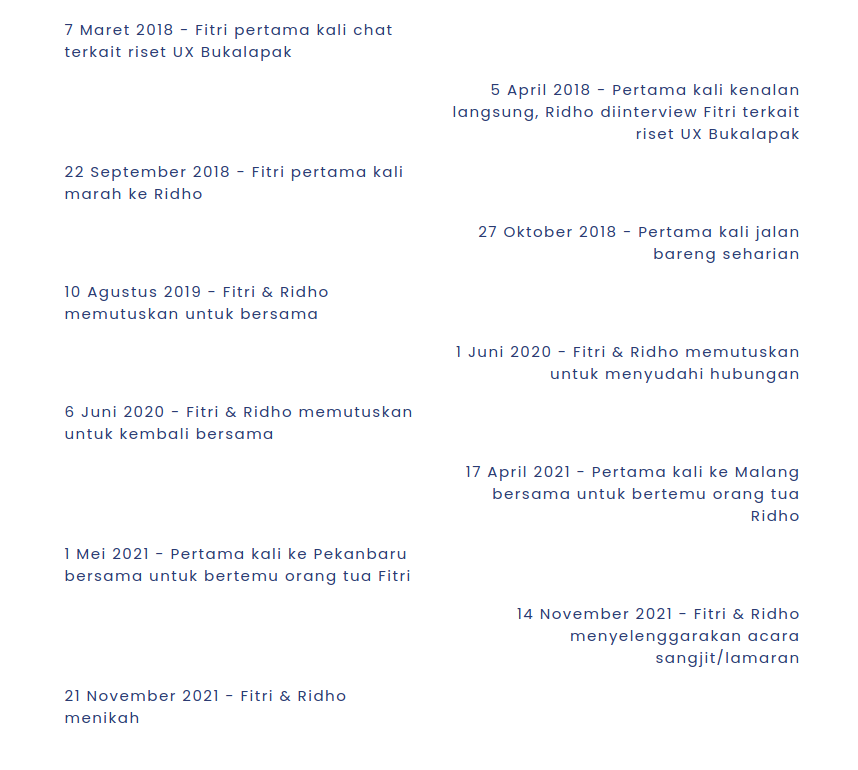 7 Maret 2018 - Fitri pertama kali chat
terkait riset UX Bukalapak
5 April 2018 - Pertama kali kenalan
langsung, Ridho diinterview Fitri terkait
riset UX Bukalapak
22 September 2018 - Fitri pertama kali
marah ke Ridho
27 Oktober 2018 - Pertama kali jalan
bareng seharian
10 Agustus 2019 - Fitri & Ridho
memutuskan untuk bersama
1 Juni 2020 - Fitri & Ridho memutuskan
untuk menyudahi hubungan
6 Juni 2020 - Fitri & Ridho memutuskan
untuk kembali bersama
17 April 2021 - Pertama kali ke Malang
bersama untuk bertemu orang tua
Ridho
1 Mei 2021 - Pertama kali ke Pekanbaru
bersama untuk bertemu orang tua Fitri
14 November 2021 - Fitri & Ridho
menyelenggarakan acara
sangjit/lamaran
21 November 2021 - Fitri & Ridho
menikah